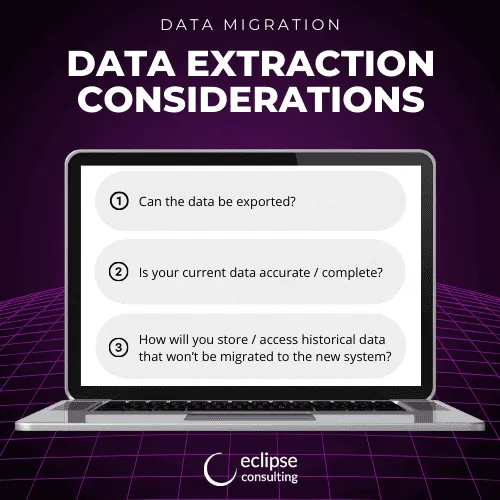 DATA MIGRATION
DATA EXTRACTION
CONSIDERATIONS
1 Can the data be exported?
2 Is your current data accurate / complete?
3 How will you store / access historical data
that won't be migrated to the new system?
eclipse
consulting